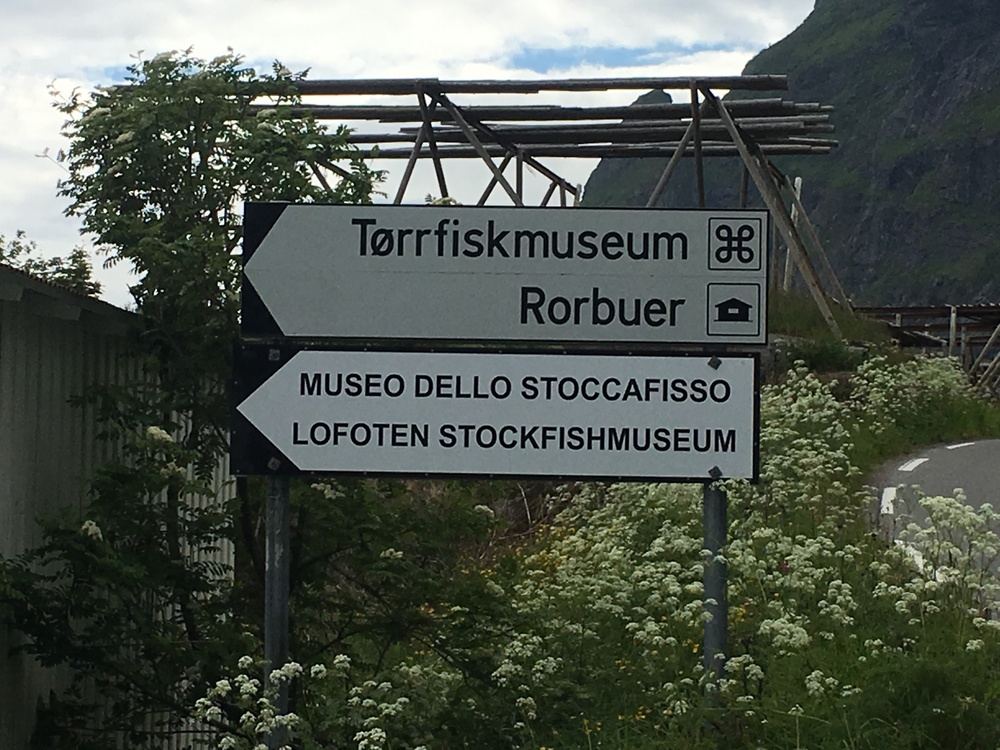 Tørrfiskmuseum
Rorbuer
MUSEO DELLO STOCCAFISSO
LOFOTEN STOCKFISHMUSEUM